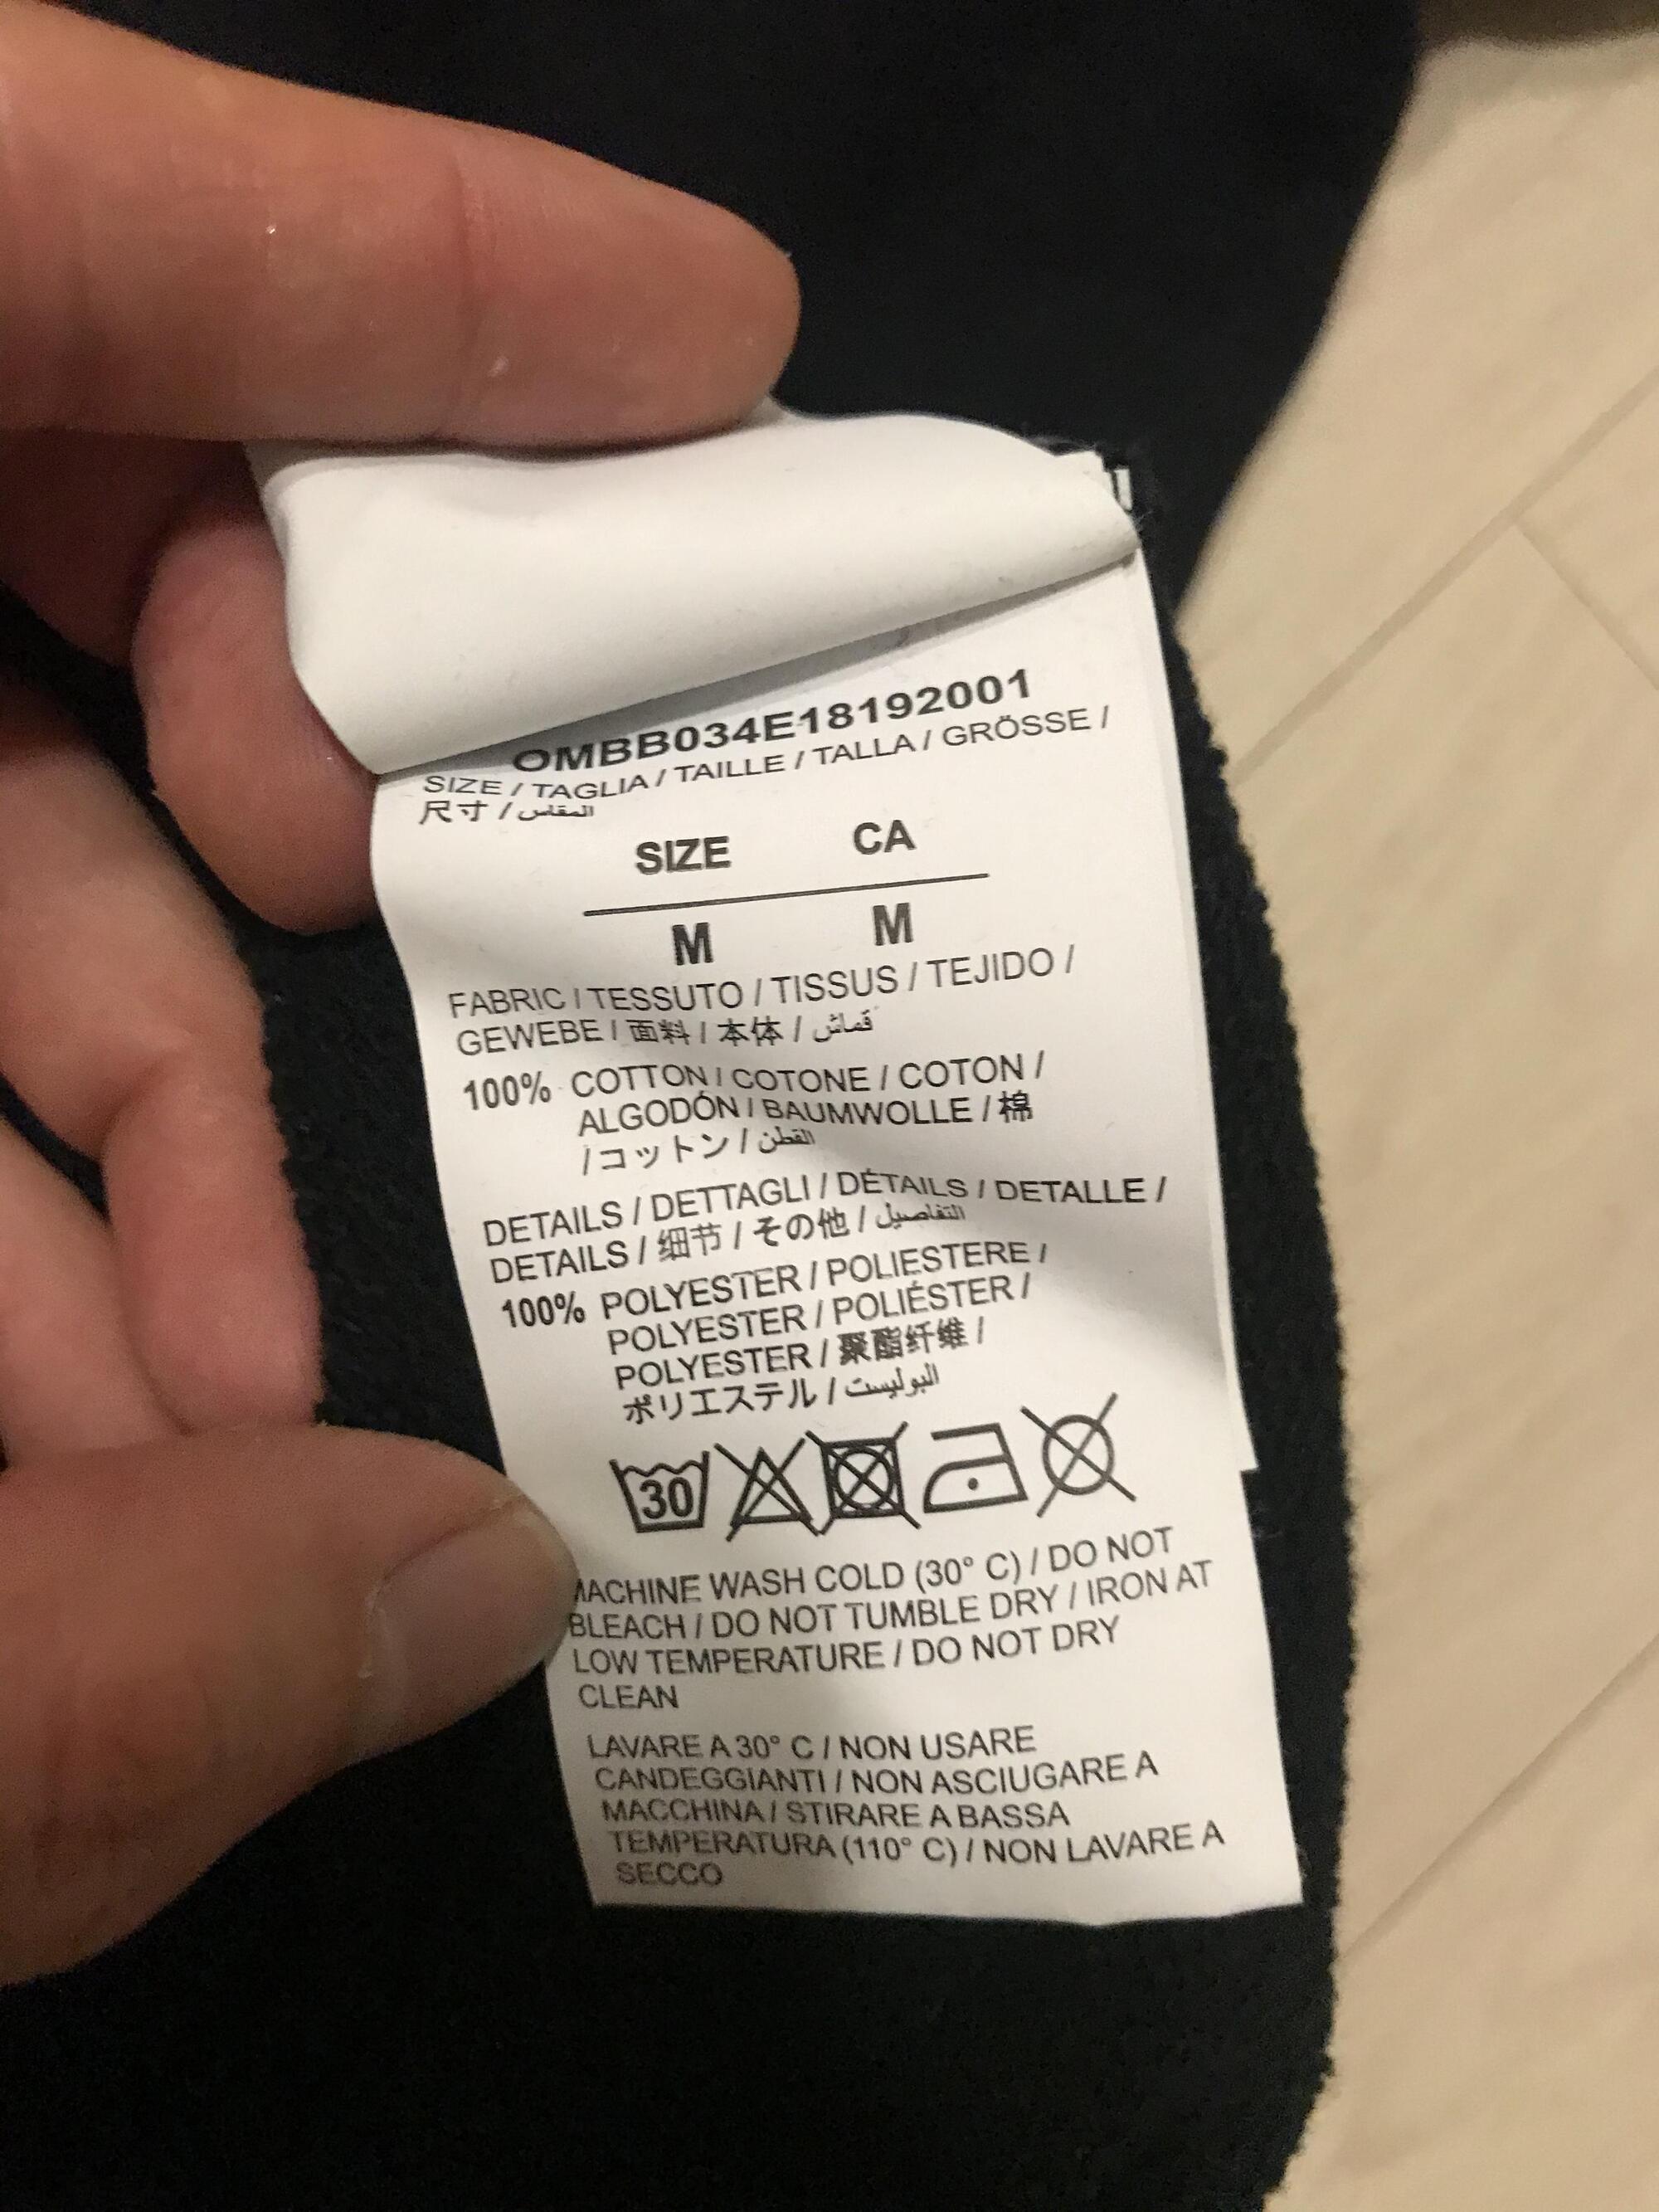 OMBB034E18192001
SIZE / TAGLIA / TAILLE / TALLA / GRÖSSE /
尺寸 / المقاس
SIZE CA
M M
FABRIC / TESSUTO / TISSUS / TEJIDO /
GEWEBE / 面料 / 本体 / قماش
100% COTTON / COTONE / COTON /
ALGODÓN / BAUMWOLLE / 棉
/ コットン / القطن
DETAILS / DETTAGLI / DÉTAILS / DETALLE /
DETAILS / 细节 / その他 / التفاصيل
100% POLYESTER / POLIESTERE /
POLYESTER / POLIÉSTER /
POLYESTER / 聚酯纤维 /
ポリエステル / البوليست
30
MACHINE WASH COLD (30° C) / DO NOT
BLEACH / DO NOT TUMBLE DRY / IRON AT
LOW TEMPERATURE / DO NOT DRY
CLEAN
LAVARE A 30° C / NON USARE
CANDEGGIANTI / NON ASCIUGARE A
MACCHINA / STIRARE A BASSA
TEMPERATURA (110° C) / NON LAVARE A
SECCO